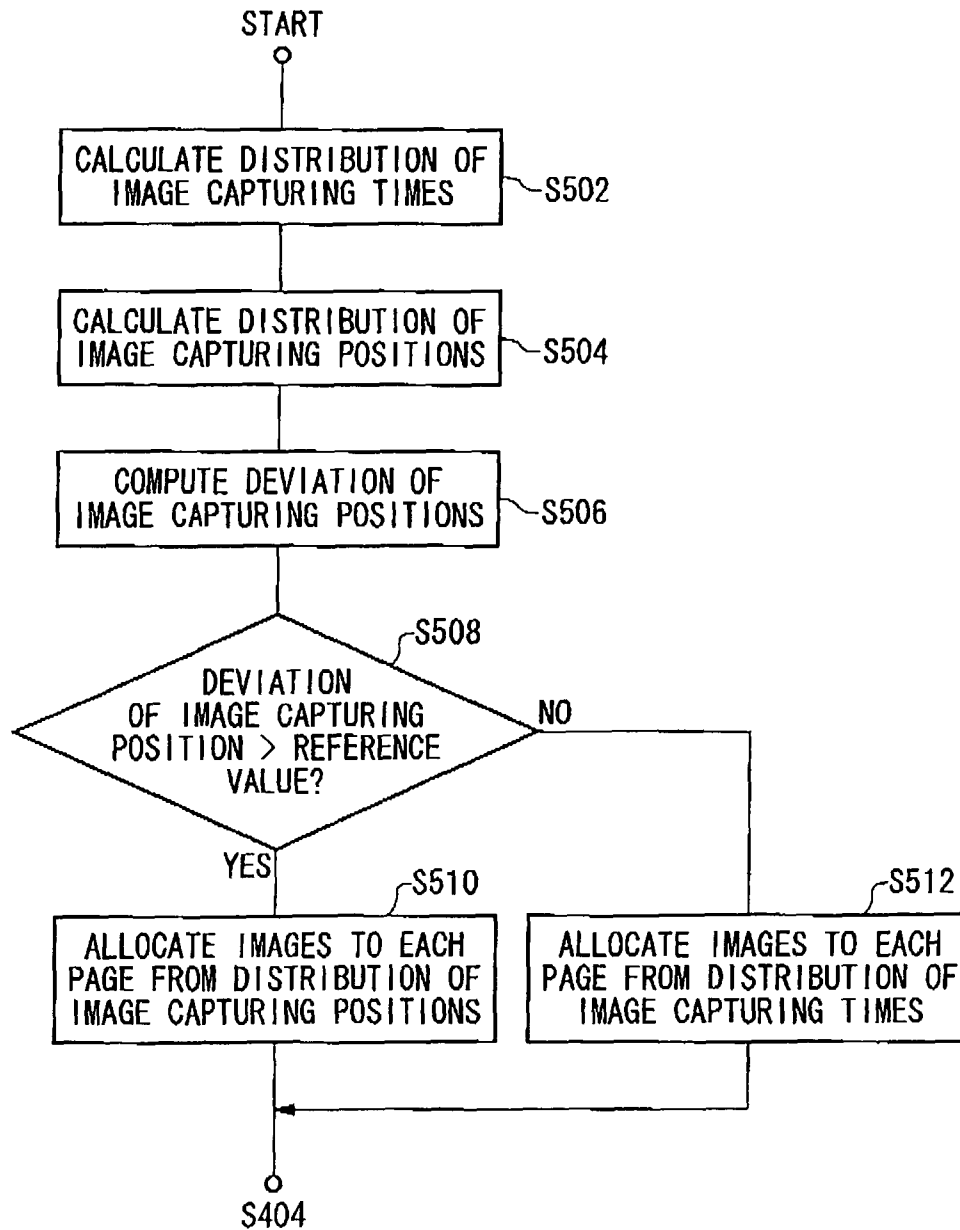 START
CALCULATE DISTRIBUTION OF
IMAGE CAPTURING TIMES
S502
CALCULATE DISTRIBUTION OF
IMAGE CAPTURING POSITIONS
S504
COMPUTE DEVIATION OF
IMAGE CAPTURING POSITIONS
S506
S508
DEVIATION
OF IMAGE CAPTURING
POSITION > REFERENCE
VALUE?
NO
YES
S510
ALLOCATE IMAGES TO EACH
PAGE FROM DISTRIBUTION OF
IMAGE CAPTURING POSITIONS
S512
ALLOCATE IMAGES TO EACH
PAGE FROM DISTRIBUTION OF
IMAGE CAPTURING TIMES
S404